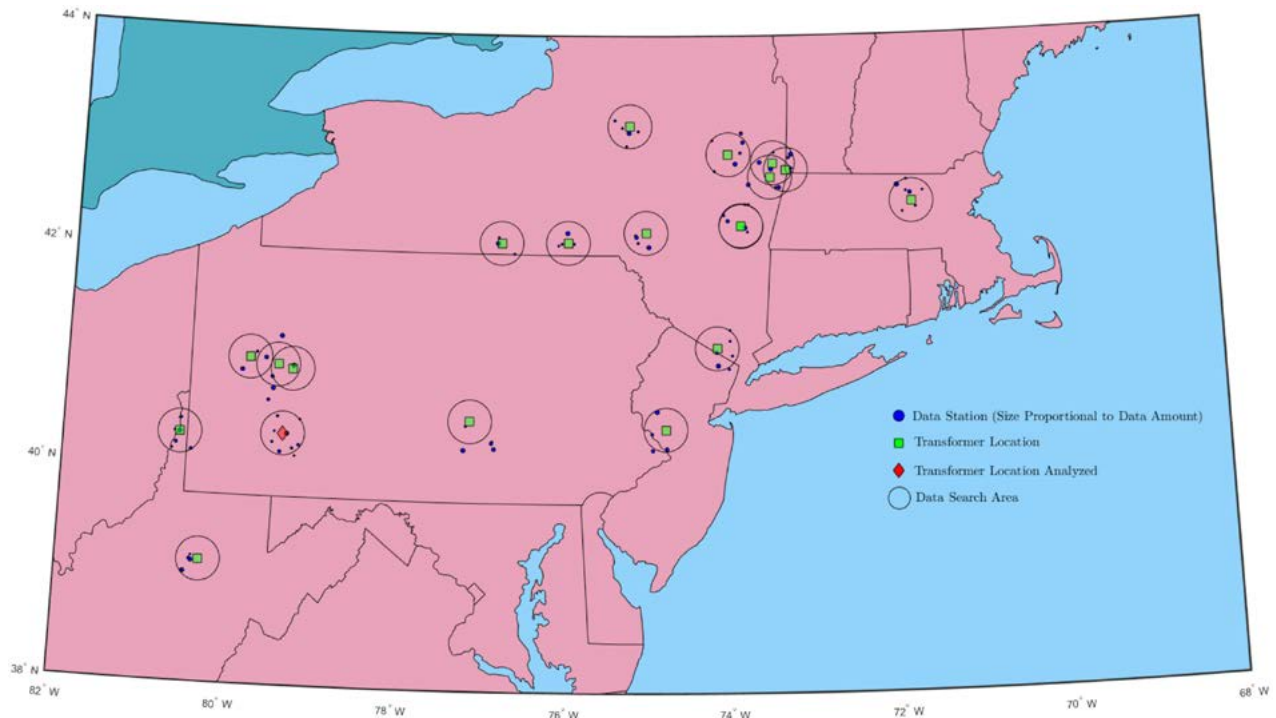 44° N
42° N
40° N
38° N
82° W
80° W
78° W
76° W
74° W
72° W
70° W
68° W
Data Station (Size Proportional to Data Amount)
Transformer Location
Transformer Location Analyzed
Data Search Area